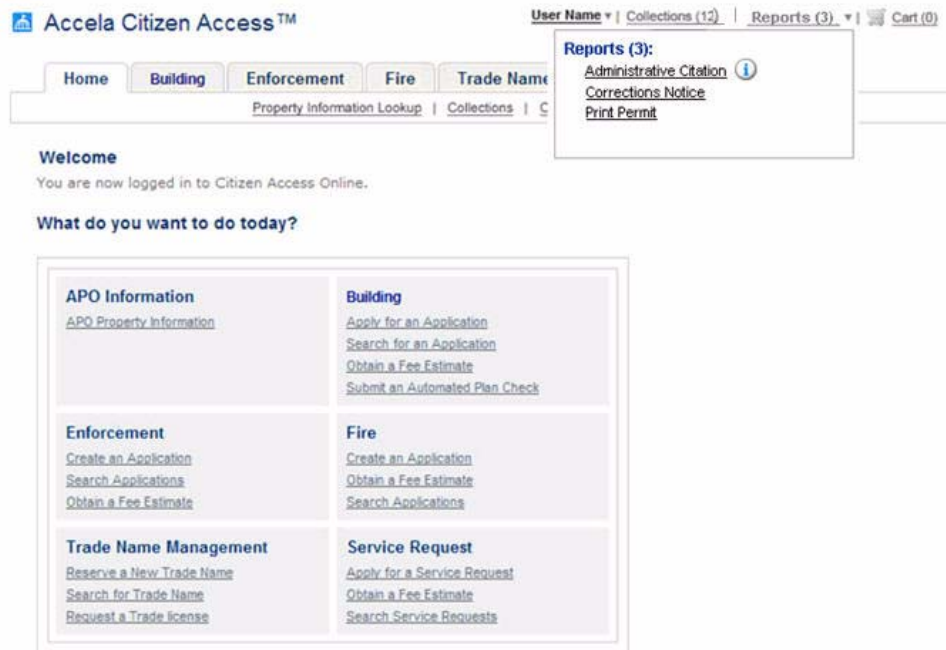 Accela Citizen Access™
User Name | Collections (12) | Reports (3) | Cart (0)
Reports (3):
Administrative Citation
Corrections Notice
Print Permit
Home Building Enforcement Fire Trade Name
Property Information Lookup | Collections |
Welcome
You are now logged in to Citizen Access Online.
What do you want to do today?
APO Information
APO Property Information
Building
Apply for an Application
Search for an Application
Obtain a Fee Estimate
Submit an Automated Plan Check
Enforcement
Create an Application
Search Applications
Obtain a Fee Estimate
Fire
Create an Application
Obtain a Fee Estimate
Search Applications
Trade Name Management
Reserve a New Trade Name
Search for Trade Name
Request a Trade license
Service Request
Apply for a Service Request
Obtain a Fee Estimate
Search Service Requests